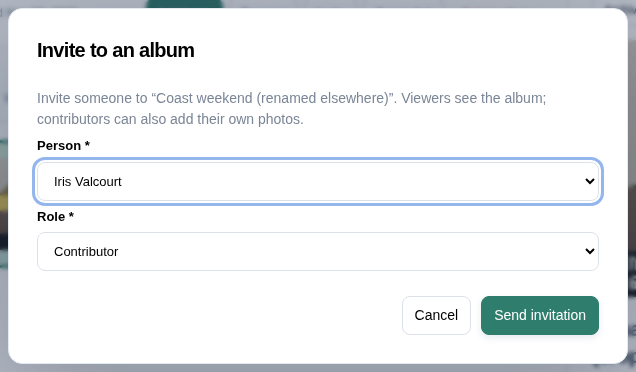 Invite to an album
Invite someone to “Coast weekend (renamed elsewhere)”. Viewers see the album;
contributors can also add their own photos.
Person *
Iris Valcourt
Role *
Contributor
Cancel
Send invitation